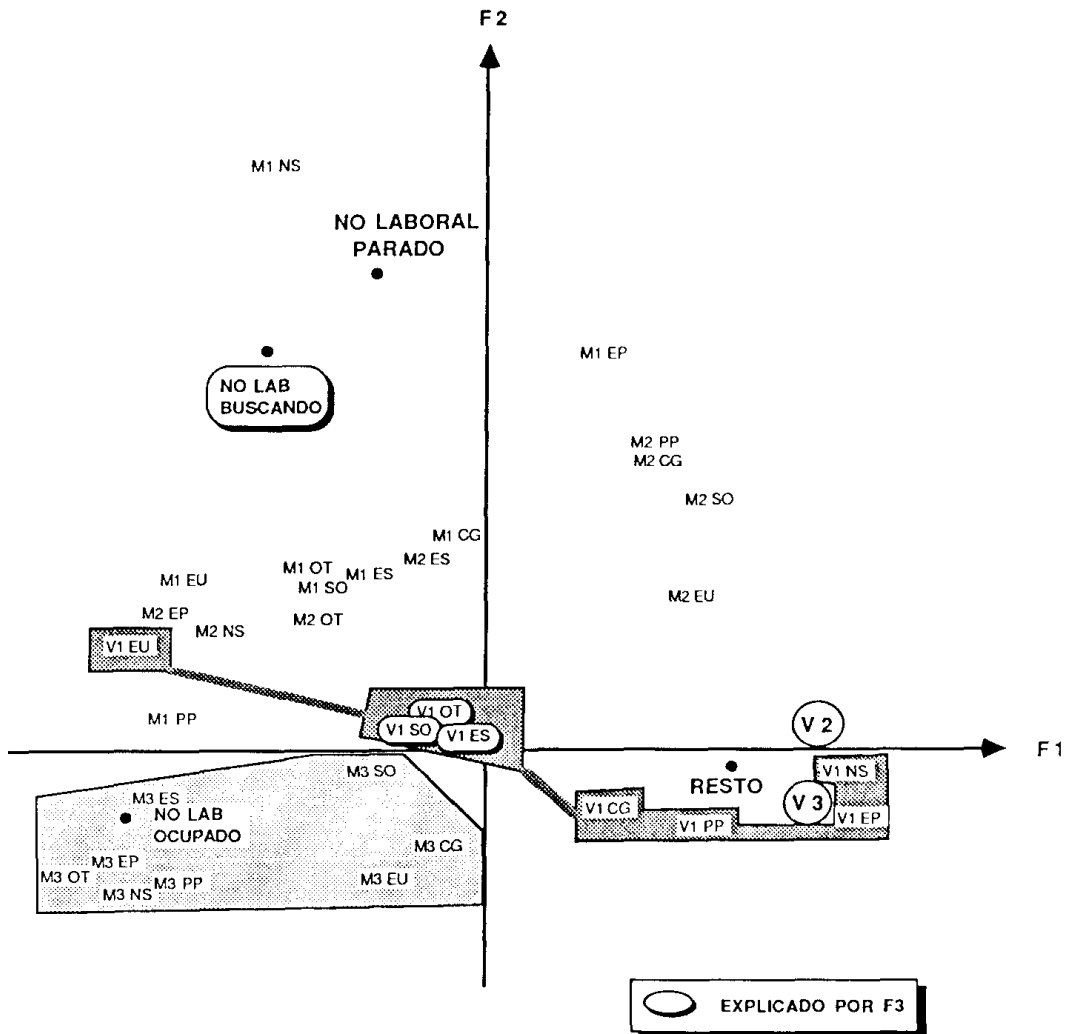 F2
M1 NS
NO LABORAL
PARADO
M1 EP
NO LAB
BUSCANDO
M2 PP
M2 CG
M2 SO
M1 CG
M2 ES
M1 OT
M1 ES
M1 EU
M1 SO
M2 EU
M2 EP
M2 OT
M2 NS
V1 EU
V1 OT
M1 PP
V1 SO
V1 ES
V 2
F1
M3 SO
V1 NS
RESTO
M3 ES
V1 CG
V 3
NO LAB
OCUPADO
V1 PP
V1 EP
M3 CG
M3 EP
M3 OT
M3 PP
M3 EU
M3 NS
EXPLICADO POR F3